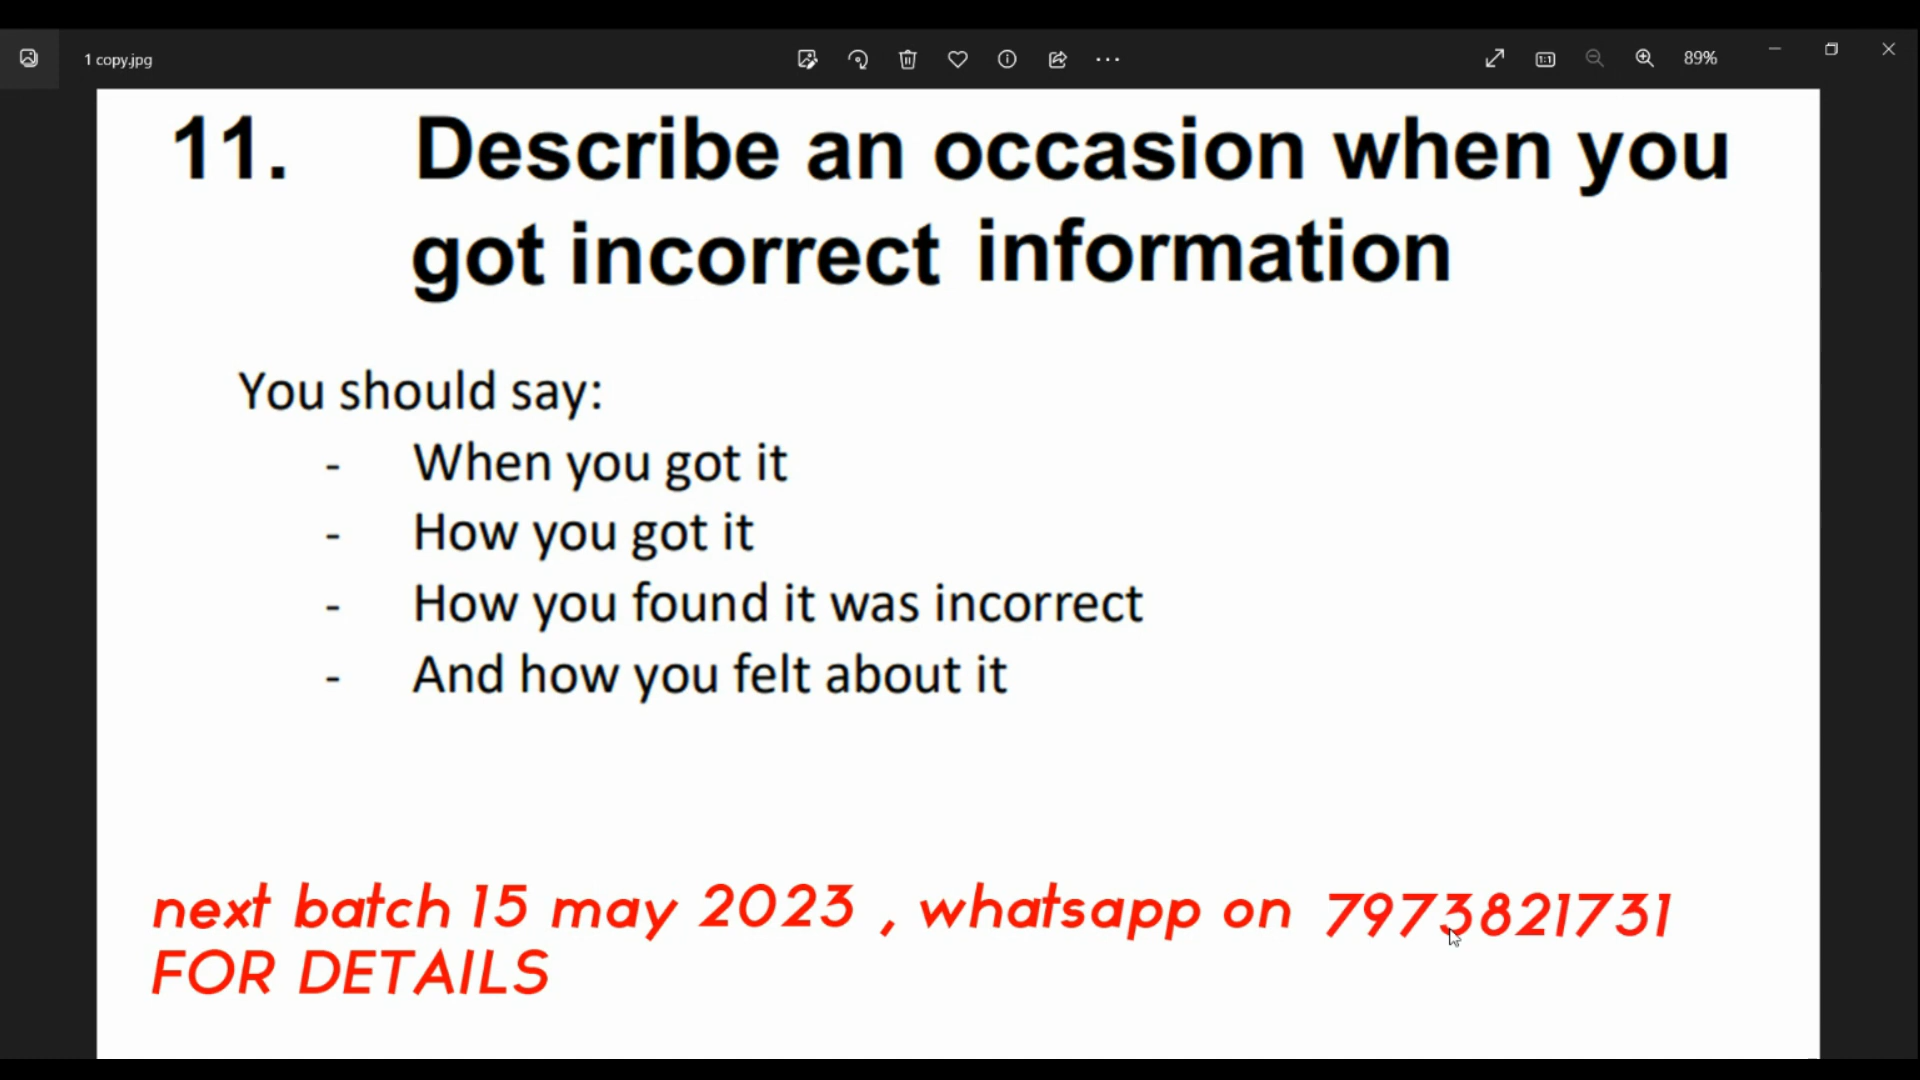 1 copy.jpg
89%
11. Describe an occasion when you
got incorrect information
You should say:
- When you got it
- How you got it
- How you found it was incorrect
- And how you felt about it
next batch 15 may 2023 , whatsapp on 7973821731
FOR DETAILS